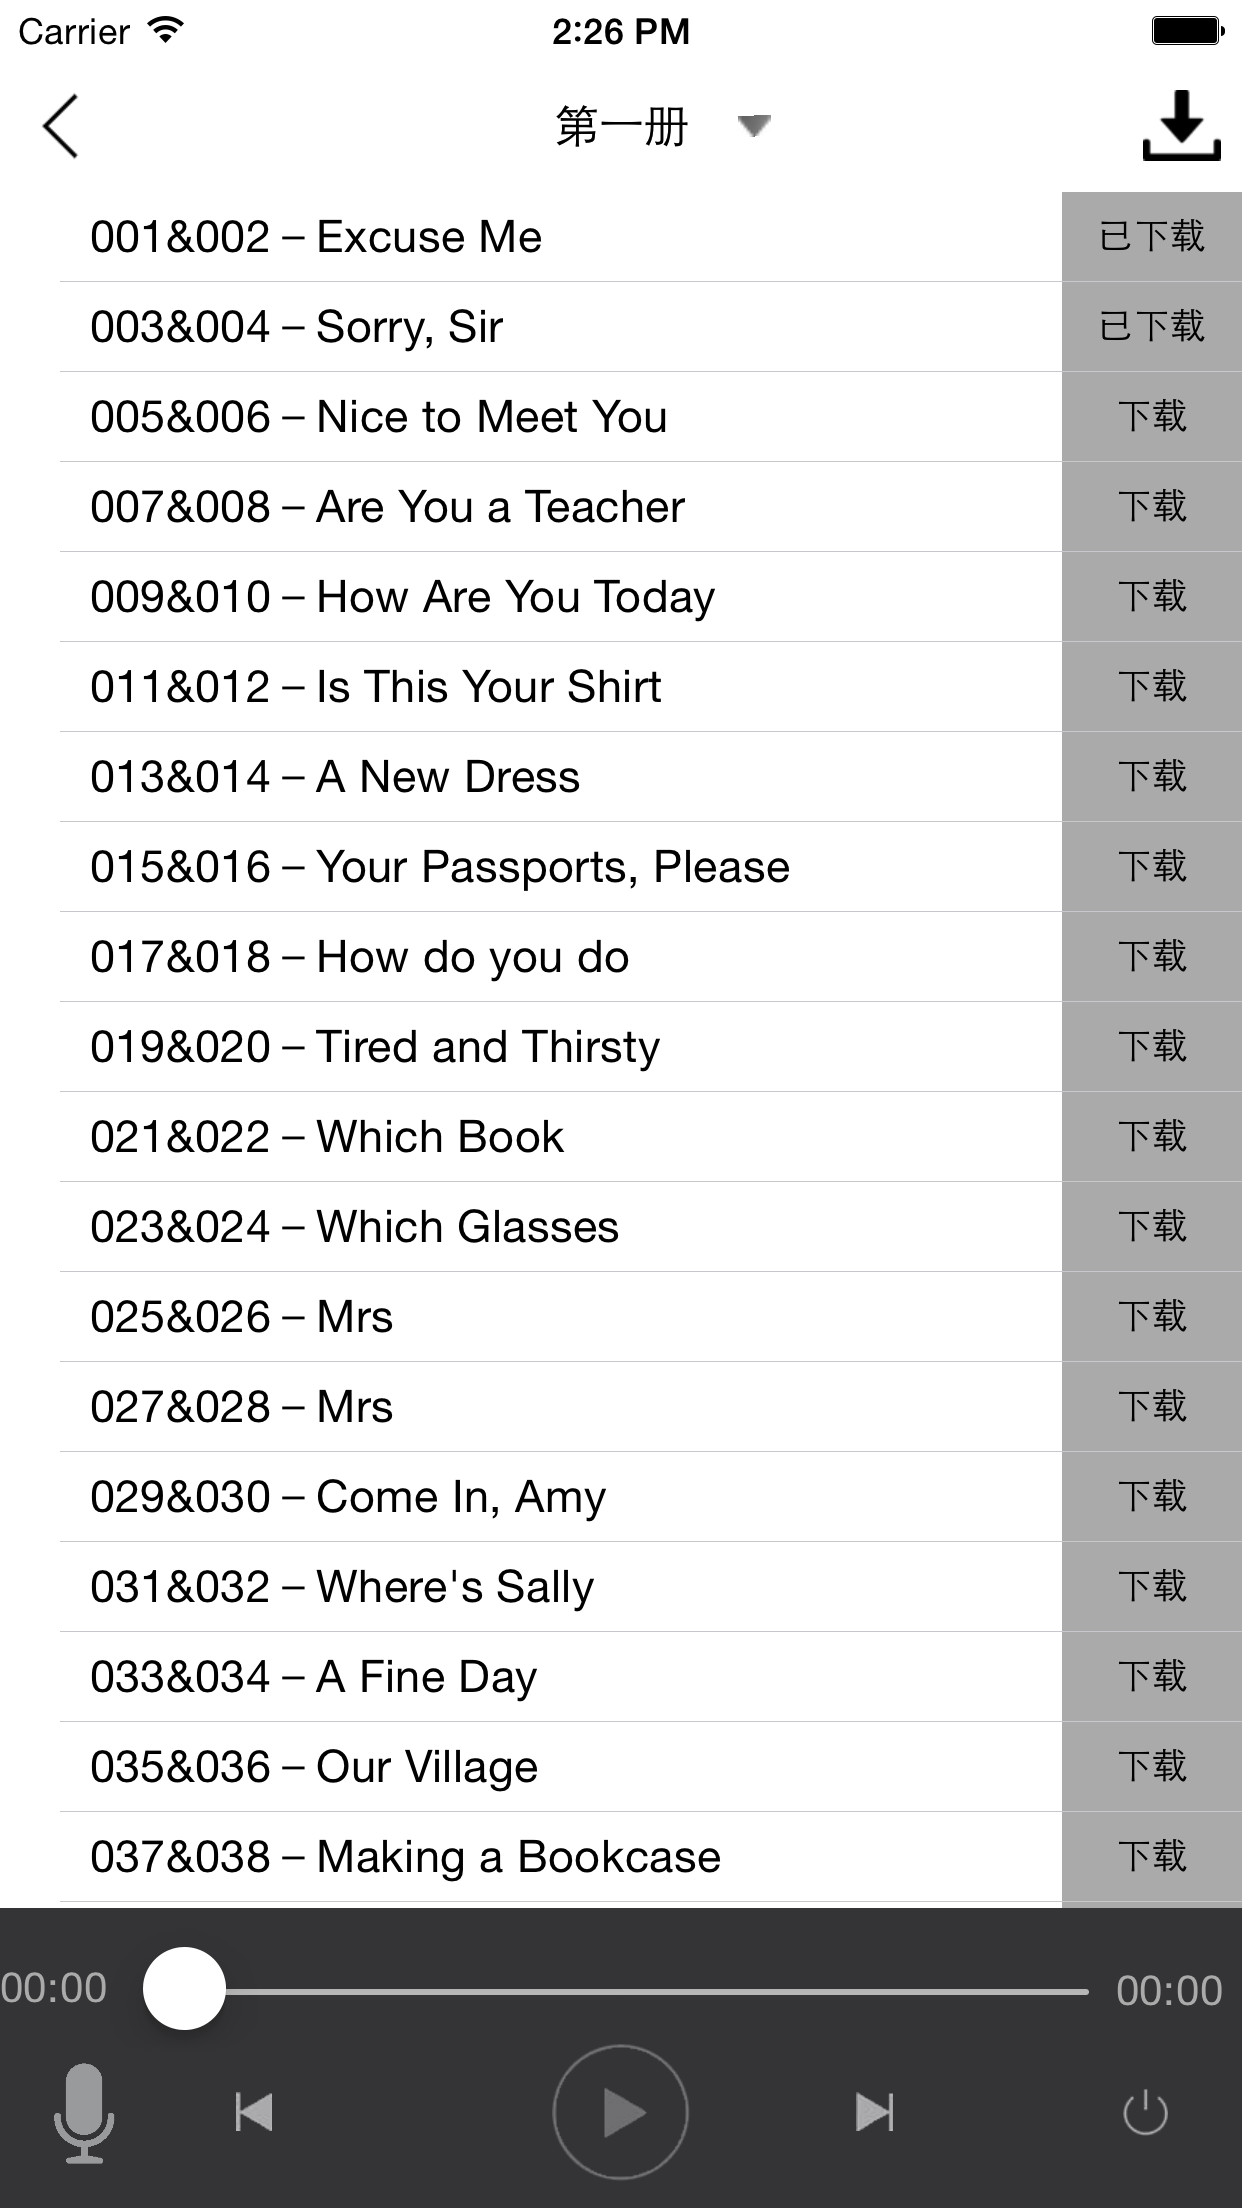 Carrier 2:26 PM
第一册
001&002 – Excuse Me 已下载
003&004 – Sorry, Sir 已下载
005&006 – Nice to Meet You 下载
007&008 – Are You a Teacher 下载
009&010 – How Are You Today 下载
011&012 – Is This Your Shirt 下载
013&014 – A New Dress 下载
015&016 – Your Passports, Please 下载
017&018 – How do you do 下载
019&020 – Tired and Thirsty 下载
021&022 – Which Book 下载
023&024 – Which Glasses 下载
025&026 – Mrs 下载
027&028 – Mrs 下载
029&030 – Come In, Amy 下载
031&032 – Where's Sally 下载
033&034 – A Fine Day 下载
035&036 – Our Village 下载
037&038 – Making a Bookcase 下载
00:00 00:00